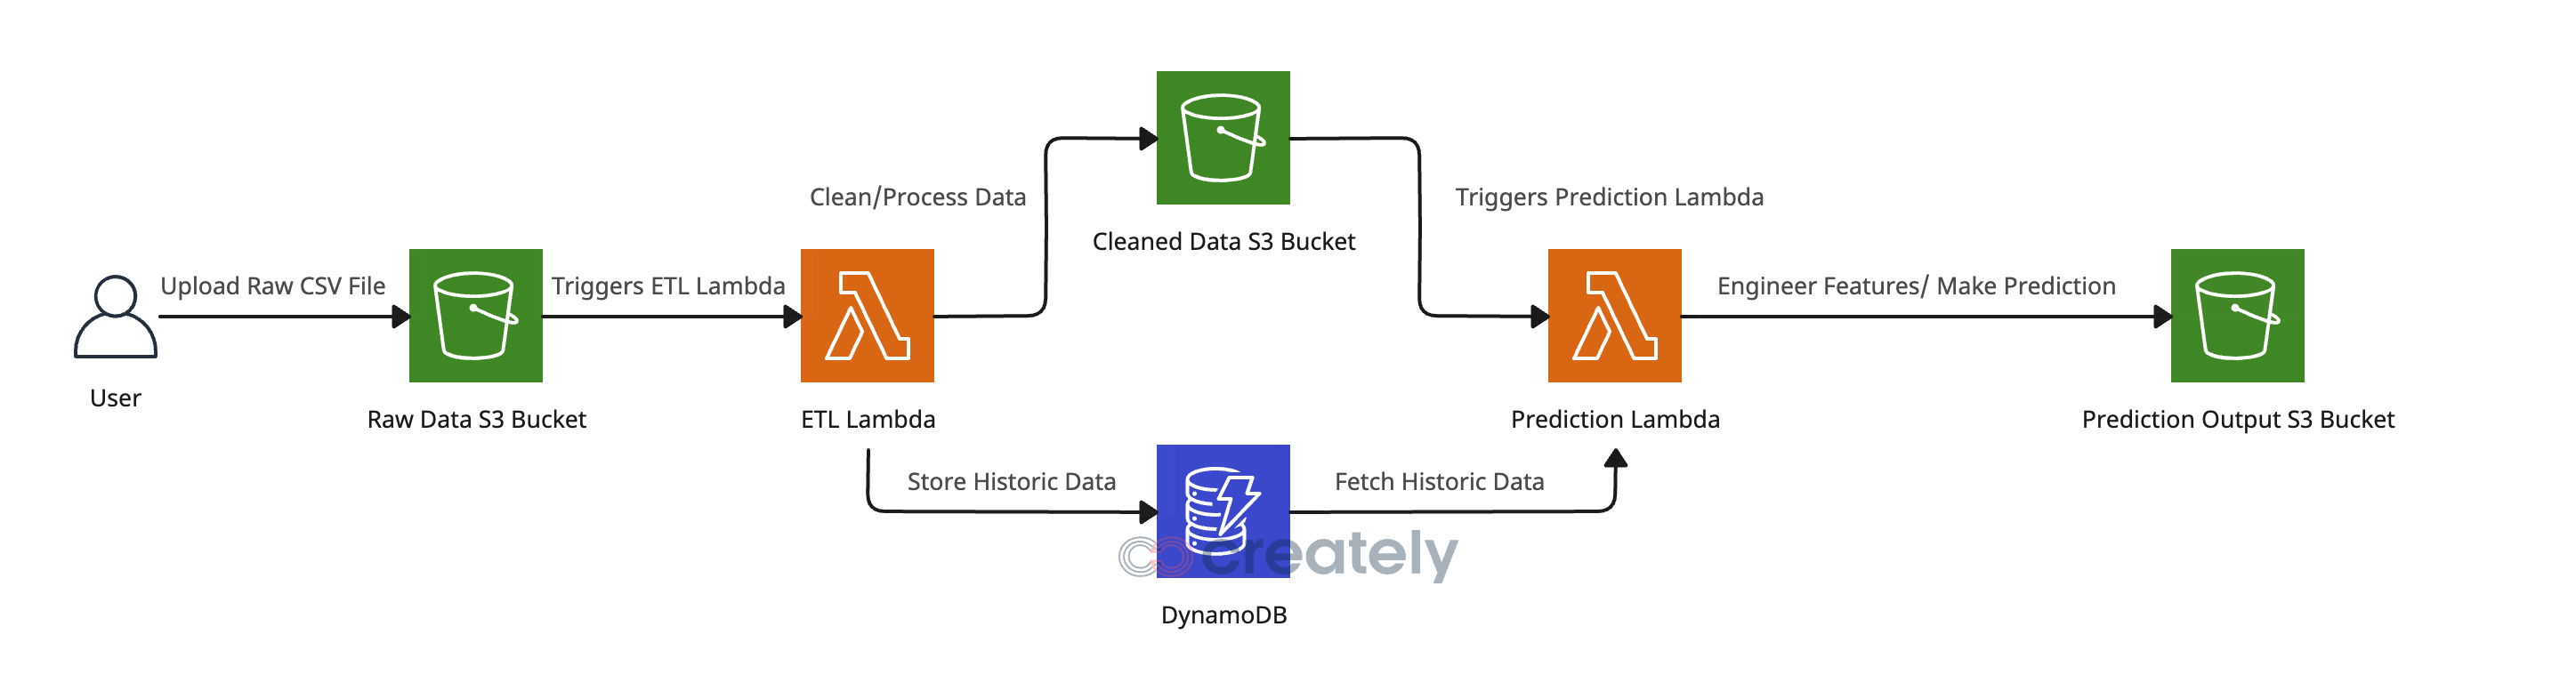 Clean/Process Data
Triggers Prediction Lambda
Cleaned Data S3 Bucket
Upload Raw CSV File
Triggers ETL Lambda
Engineer Features/ Make Prediction
User
Raw Data S3 Bucket
ETL Lambda
Prediction Lambda
Prediction Output S3 Bucket
Store Historic Data
Fetch Historic Data
creately
DynamoDB